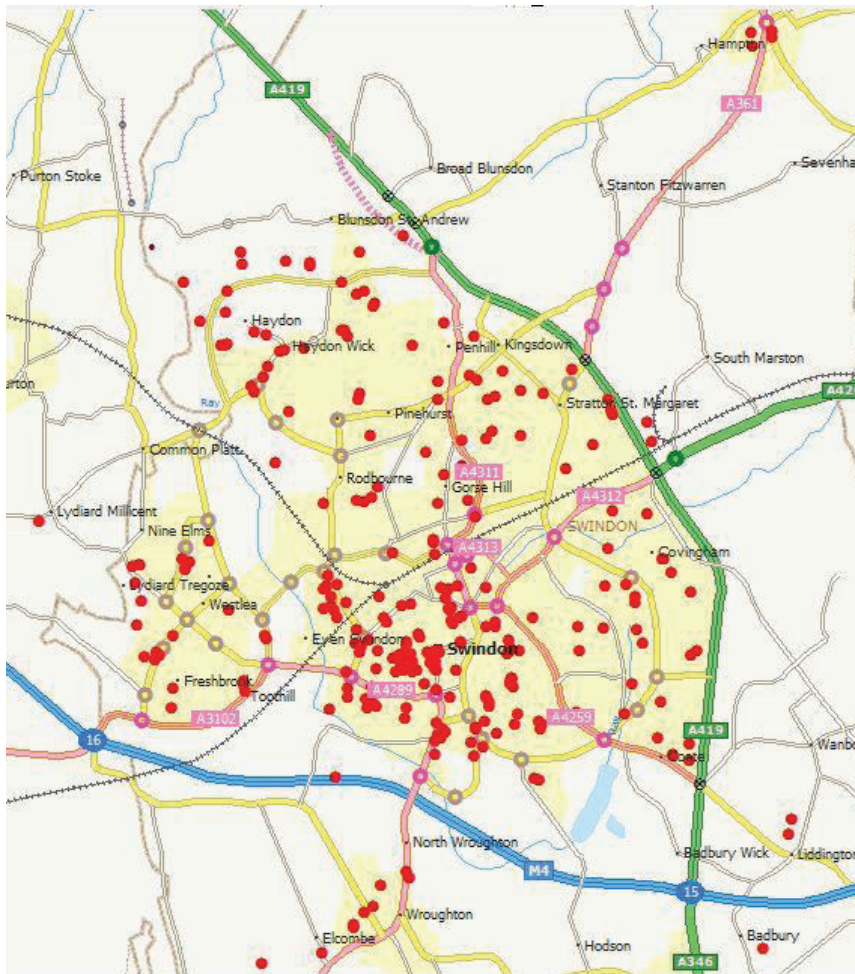 Hampton
A419
A361
Broad Blunsdon
Sevenha
Purton Stoke
Stanton Fitzwarren
Blunsdon St. Andrew
Haydon
Haydon Wick
Penhill
Kingsdown
South Marston
urton
Ray
Pinehurst
Stratton St. Margaret
A42
Common Platt
A4311
Rodbourne
Gorse Hill
A4312
Lydiard Millicent
Nine Elms
SWINDON
A4313
Covingham
Lydiard Tregoze
Westlea
Even Swindon
Swindon
Freshbrook
Toothill
A4289
A3102
A4259
A419
16
Coate
Wanbo
North Wroughton
Badbury Wick
Liddington
M4
15
Wroughton
Elcombe
Hodson
Badbury
A346